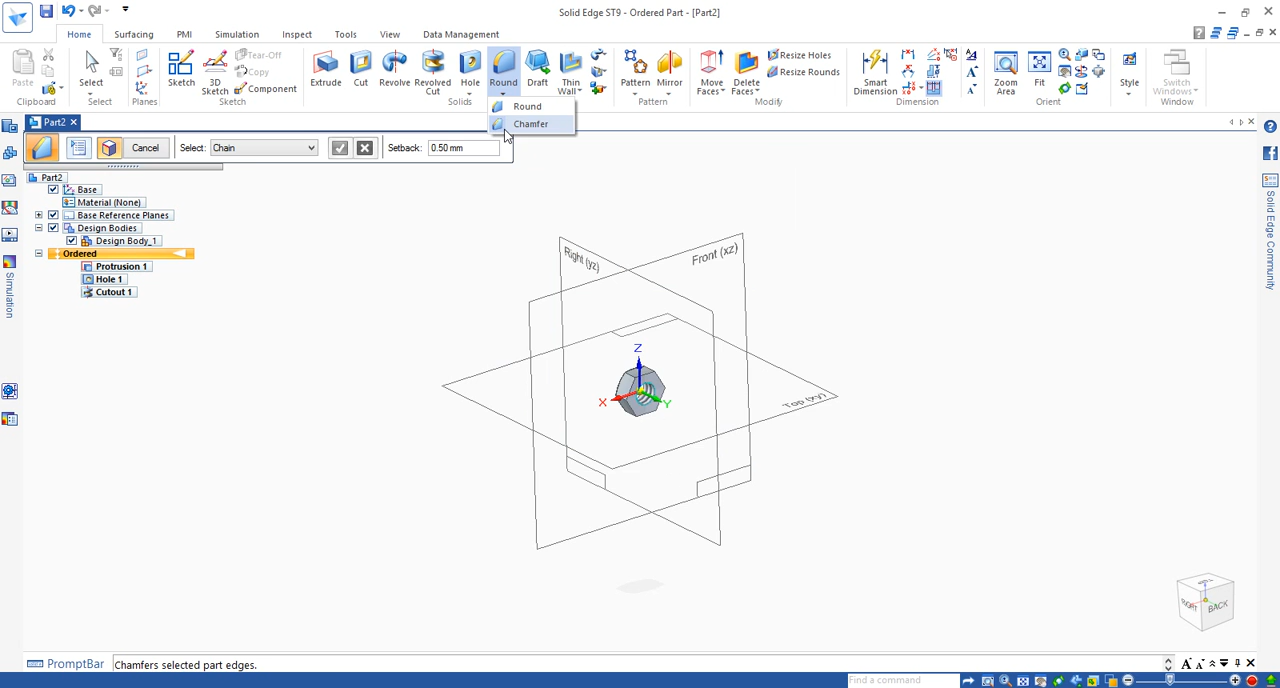 Solid Edge ST9 - Ordered Part - [Part2]
Home Surfacing PMI Simulation Inspect Tools View Data Management
Paste Select Tear-Off Copy Component Sketch 3D Sketch Extrude Cut Revolve Revolved Cut Hole Round Draft Thin Wall Pattern Mirror Move Faces Delete Faces Resize Holes Resize Rounds Smart Dimension Zoom Area Fit Style Switch Windows
Clipboard Select Planes Sketch Solids Pattern Modify Dimension Orient Style Window
Round
Chamfer
Part2
Cancel Select: Chain Setback: 0.50 mm
Part2
Base
Material (None)
Base Reference Planes
Design Bodies
Design Body_1
Ordered
Protrusion 1
Hole 1
Cutout 1
Simulation
Solid Edge Community
Right (yz)
Front (xz)
Top (xy)
Z
X
Y
RIGHT
BACK
PromptBar Chamfers selected part edges.
Find a command